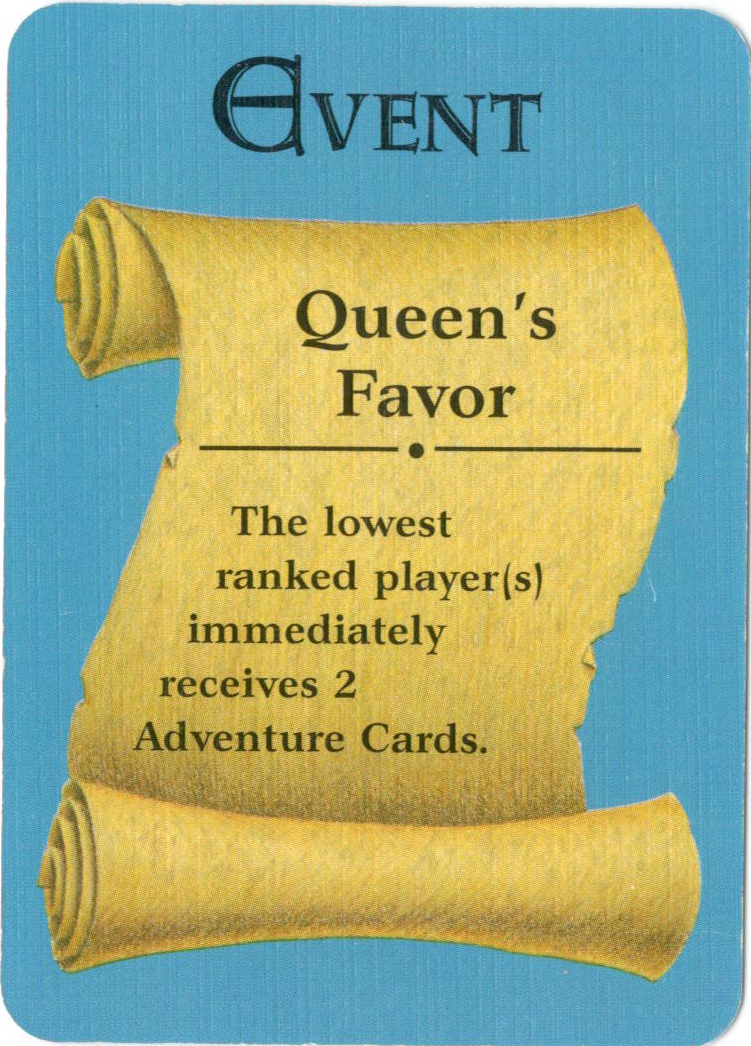 EVENT
Queen's
Favor
The lowest
ranked player(s)
immediately
receives 2
Adventure Cards.